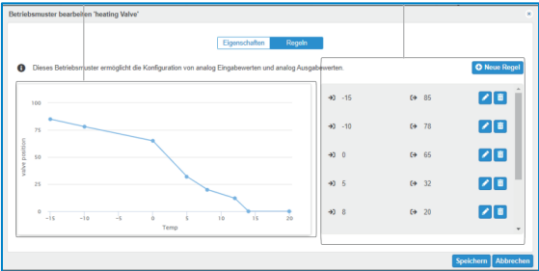 Betriebsmuster bearbeiten 'heating Valve'
×
Eigenschaften Regeln
Dieses Betriebsmuster ermöglicht die Konfiguration von analog Eingabewerten und analog Ausgabewerten.
Neue Regel
100
75
50
25
0
valve position
-15 -10 -5 0 5 10 15 20
Temp
-15 85
-10 78
0 65
5 32
8 20
Speichern Abbrechen